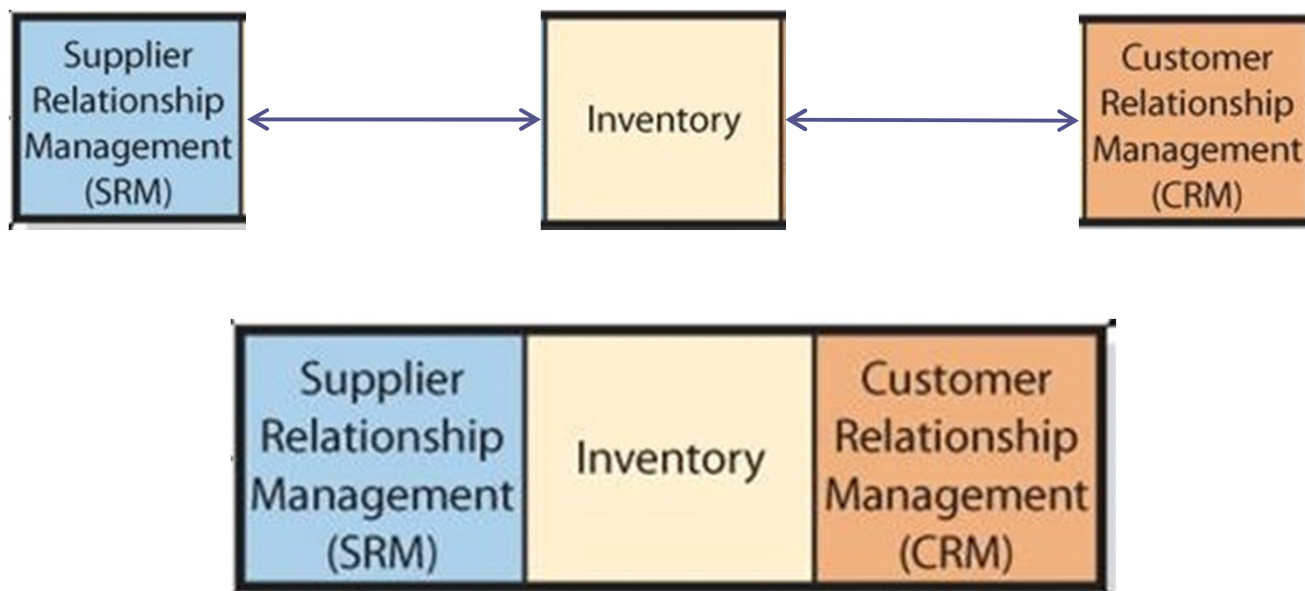 Supplier
Relationship
Management
(SRM)
Inventory
Customer
Relationship
Management
(CRM)
Supplier
Relationship
Management
(SRM)
Inventory
Customer
Relationship
Management
(CRM)